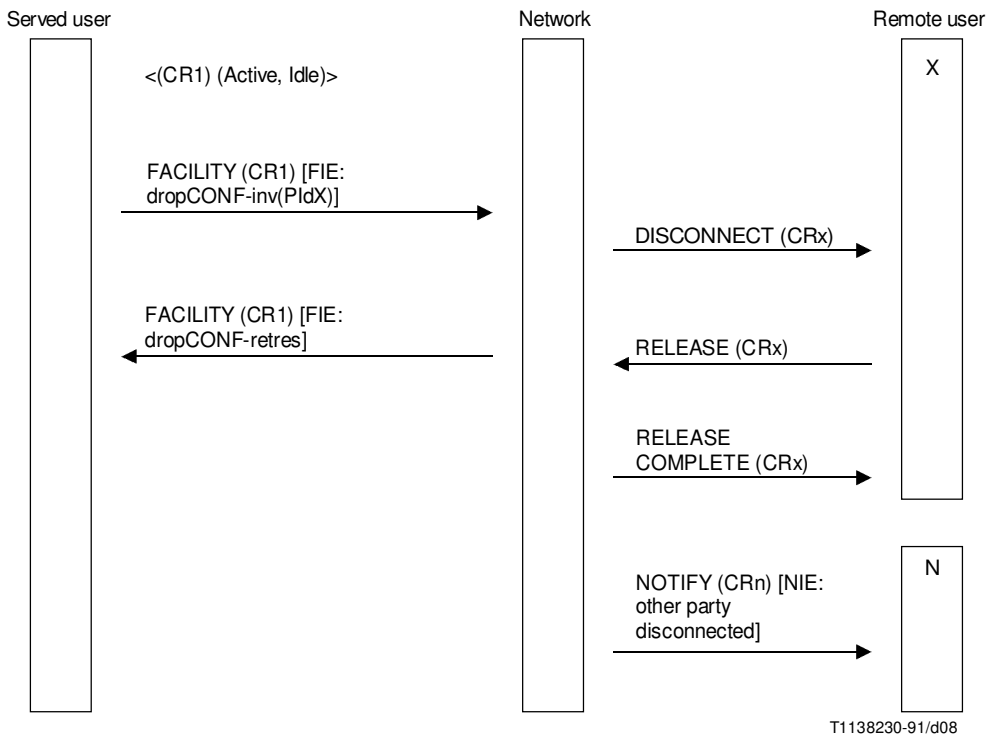 Served user
Network
Remote user
X
<(CR1) (Active, Idle)>
FACILITY (CR1) [FIE:
dropCONF-inv(PIdX)]
DISCONNECT (CRx)
FACILITY (CR1) [FIE:
dropCONF-retres]
RELEASE (CRx)
RELEASE
COMPLETE (CRx)
N
NOTIFY (CRn) [NIE:
other party
disconnected]
T1138230-91/d08